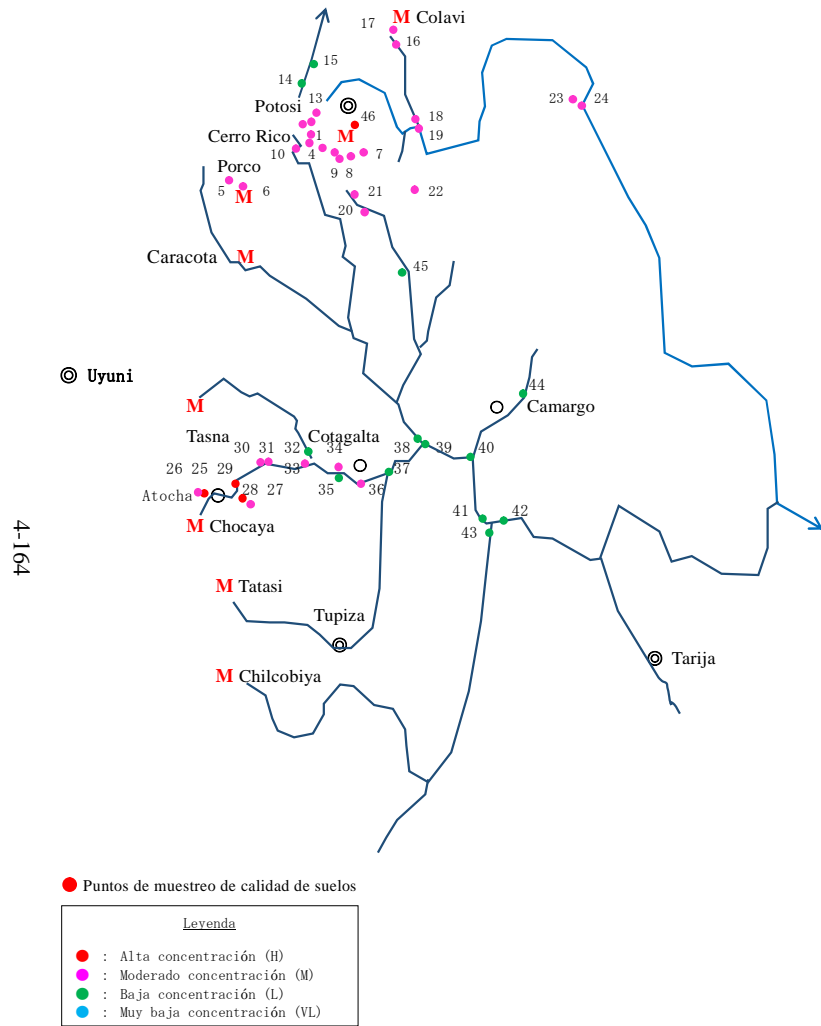 17 M Colavi
16
15
14
13
Potosi
46
18
23 24
M
19
Cerro Rico
1
10 4
9 8
7
Porco
5 6
M
21
22
20
Caracota M
45
Uyuni
M
44
Camargo
Tasna
Cotagalta
30 31 32 34
38 39 40
26 25 29
33
37
Atocha
28 27
35
36
M Chocaya
41 42
43
4-164
M Tatasi
Tupiza
Tarija
M Chilcobiya
Puntos de muestreo de calidad de suelos
Leyenda
: Alta concentración (H)
: Moderado concentración (M)
: Baja concentración (L)
: Muy baja concentración (VL)